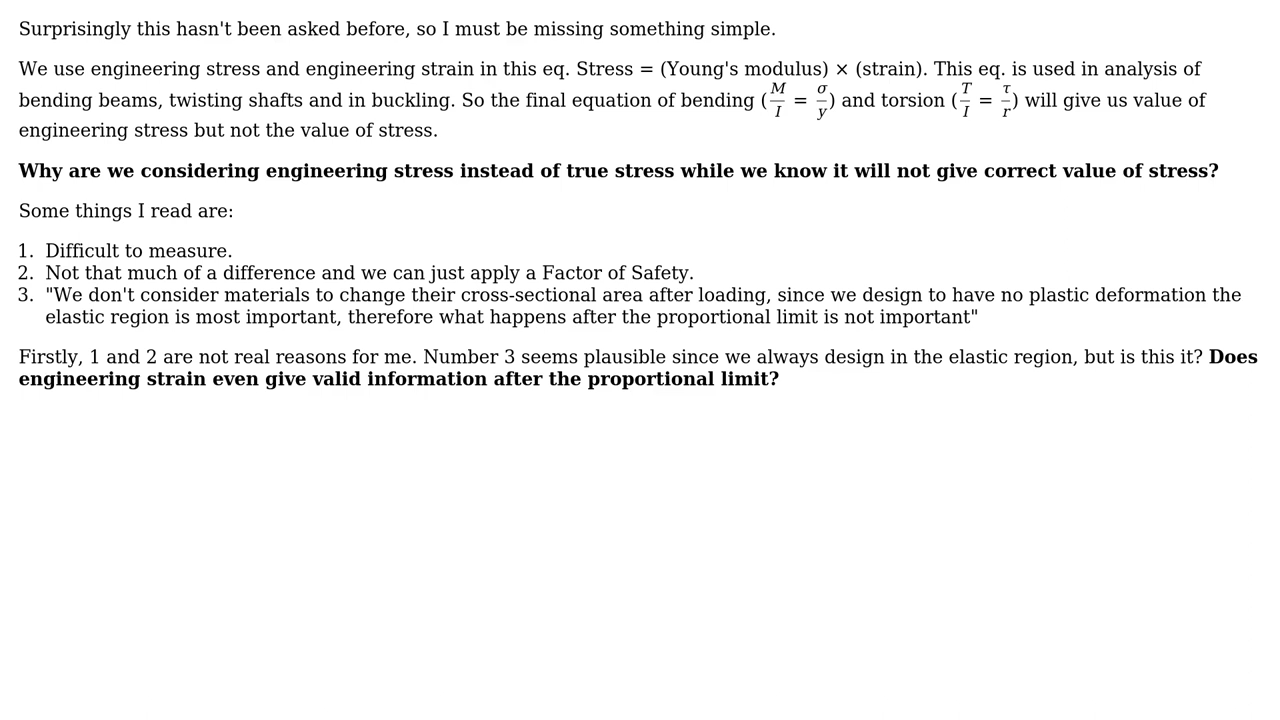 Surprisingly this hasn't been asked before, so I must be missing something simple.
We use engineering stress and engineering strain in this eq. Stress = (Young's modulus) × (strain). This eq. is used in analysis of
bending beams, twisting shafts and in buckling. So the final equation of bending (M/I = σ/y) and torsion (T/I = τ/r) will give us value of
engineering stress but not the value of stress.
Why are we considering engineering stress instead of true stress while we know it will not give correct value of stress?
Some things I read are:
1. Difficult to measure.
2. Not that much of a difference and we can just apply a Factor of Safety.
3. "We don't consider materials to change their cross-sectional area after loading, since we design to have no plastic deformation the
elastic region is most important, therefore what happens after the proportional limit is not important"
Firstly, 1 and 2 are not real reasons for me. Number 3 seems plausible since we always design in the elastic region, but is this it? Does
engineering strain even give valid information after the proportional limit?